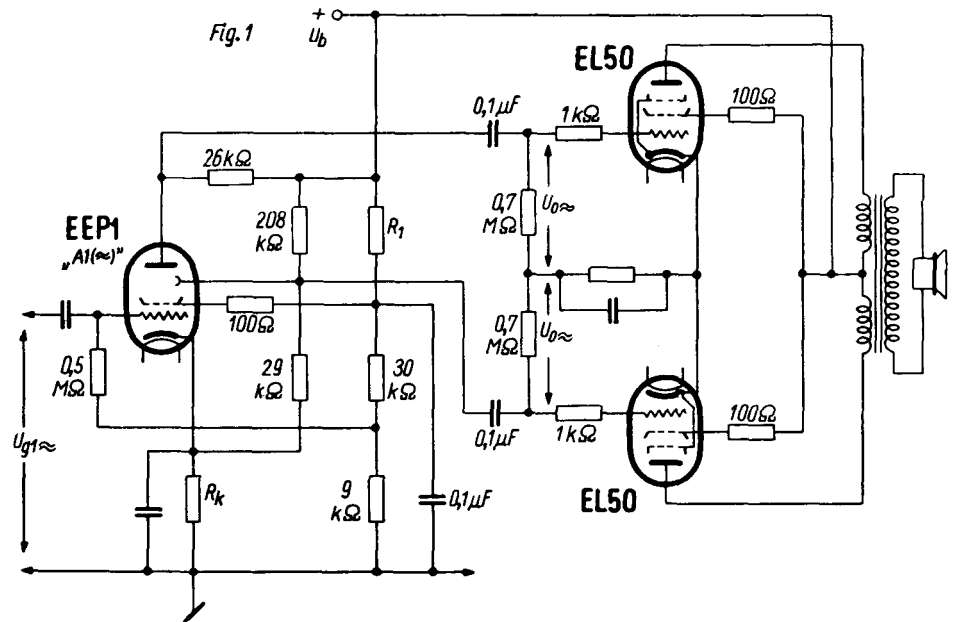 Fig. 1
+
U_b
EL50
0,1µF
1kΩ
100Ω
26kΩ
208
kΩ
R_1
0,7
MΩ
U_0≈
EEP1
„A1(≈)"
100Ω
0,5
MΩ
29
kΩ
30
kΩ
0,7
MΩ
U_0≈
U_g1≈
0,1µF
1kΩ
100Ω
R_k
9
kΩ
0,1µF
EL50